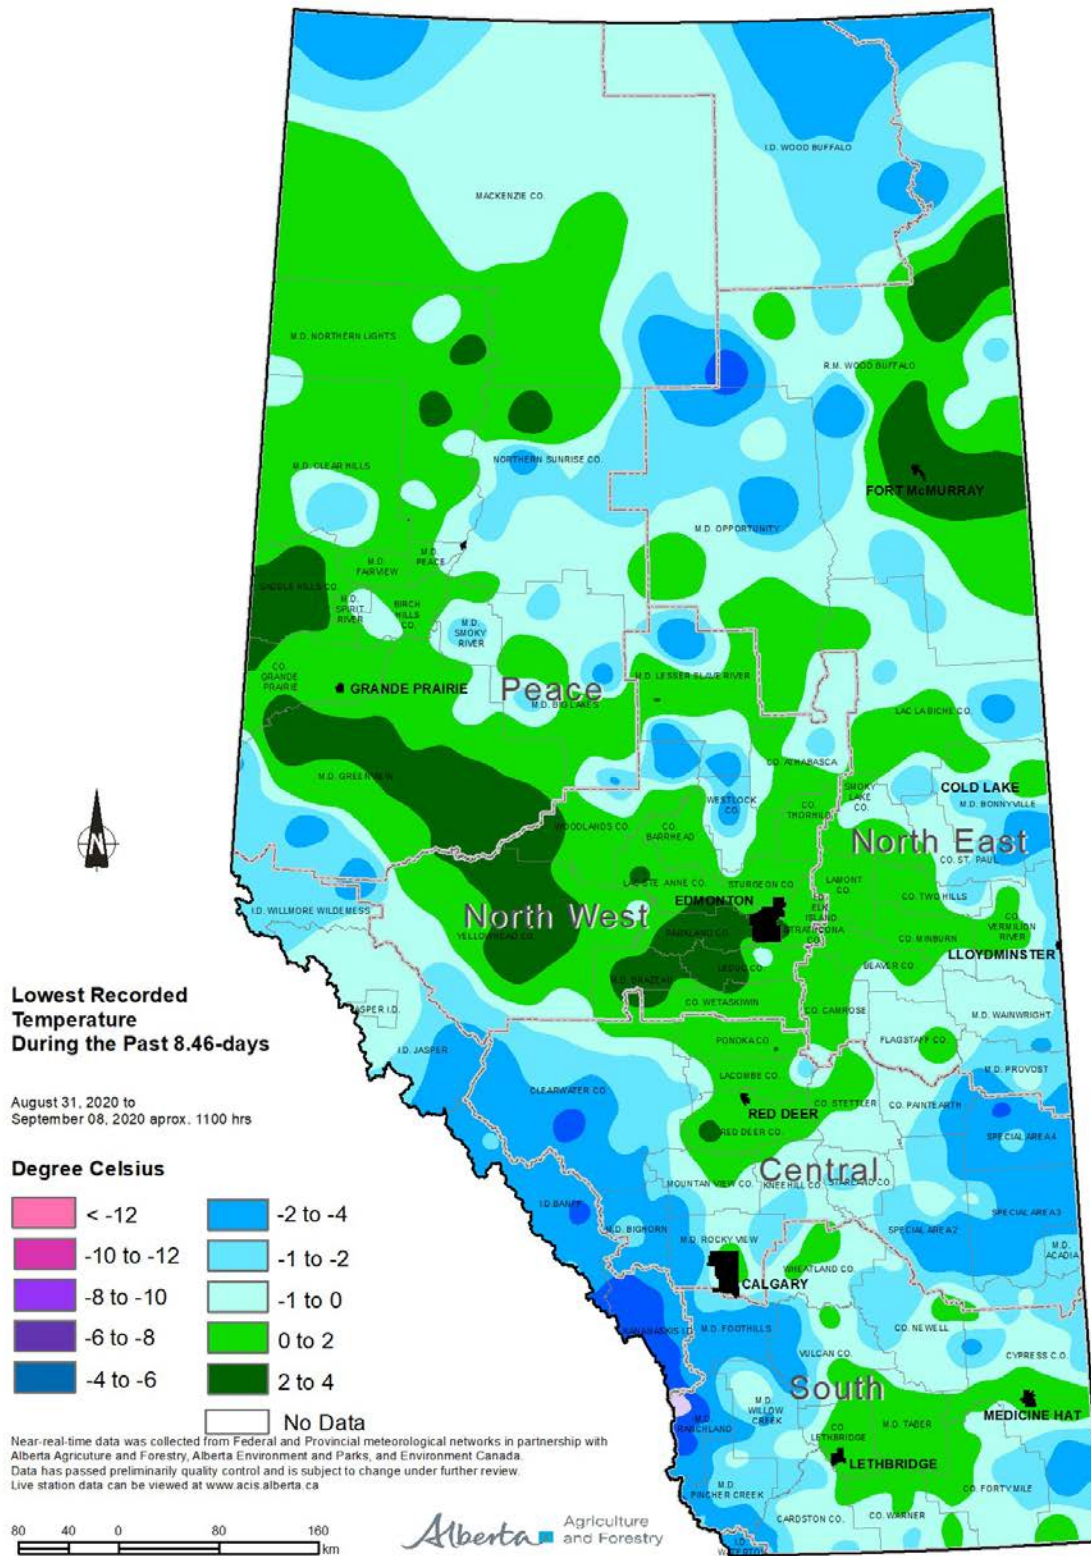 I.D. WOOD BUFFALO
MACKENZIE CO.
M.D. NORTHERN LIGHTS
R.M. WOOD BUFFALO
M.D. CLEAR HILLS
NORTHERN SUNRISE CO.
FORT McMURRAY
M.D. OPPORTUNITY
M.D.
FAIRVIEW
M.D.
PEACE
SADDLE HILLS CO.
M.D.
SPIRIT
RIVER
BIRCH
HILLS
CO.
M.D.
SMOKY
RIVER
CO.
GRANDE
PRAIRIE
GRANDE PRAIRIE
Peace
M.D. LESSER SLAVE RIVER
M.D. BIG LAKES
LAC LA BICHE CO.
M.D. GREENVIEW
CO. ATHABASCA
SMOKY
LAKE
CO.
COLD LAKE
M.D. BONNYVILLE
WESTLOCK
CO.
CO.
THORHILD
WOODLANDS CO.
CO.
BARRHEAD
North East
CO. ST. PAUL
N
LAC STE. ANNE CO.
STURGEON CO.
LAMONT
CO.
CO. TWO HILLS
EDMONTON
I.D.
ELK
ISLAND
STRATHCONA
CO.
I.D. WILLMORE WILDERNESS
North West
YELLOWHEAD CO.
PARKLAND CO.
CO.
VERMILION
RIVER
CO. MINBURN
LLOYDMINSTER
BEAVER CO.
LEDUC CO.
M.D. BRAZEAU
CO. WETASKIWIN
CO. CAMROSE
Lowest Recorded
Temperature
During the Past 8.46-days
JASPER I.D.
I.D. JASPER
M.D. WAINWRIGHT
FLAGSTAFF CO.
PONOKA CO.
M.D. PROVOST
LACOMBE CO.
CLEARWATER CO.
August 31, 2020 to
September 08, 2020 aprox. 1100 hrs
CO. STETTLER
CO. PAINTEARTH
RED DEER
RED DEER CO.
SPECIAL AREA 4
Central
MOUNTAIN VIEW CO.
KNEEHILL CO.
STARLAND CO.
I.D. BANFF
M.D. BIGHORN
SPECIAL AREA 3
SPECIAL AREA 2
M.D.
ACADIA
M.D. ROCKY VIEW
WHEATLAND CO.
CALGARY
Degree Celsius
< -12
-2 to -4
-10 to -12
-1 to -2
-8 to -10
-1 to 0
-6 to -8
0 to 2
-4 to -6
2 to 4
No Data
KANANASKIS I.D.
M.D. FOOTHILLS
CO. NEWELL
VULCAN CO.
CYPRESS C.O.
South
M.D.
WILLOW
CREEK
M.D.
RANCHLAND
CO.
LETHBRIDGE
M.D. TABER
MEDICINE HAT
LETHBRIDGE
M.D.
PINCHER CREEK
CO. FORTY MILE
CARDSTON CO.
CO. WARNER
I.D.
Near-real-time data was collected from Federal and Provincial meteorological networks in partnership with
Alberta Agricuture and Forestry, Alberta Environment and Parks, and Environment Canada.
Data has passed preliminarily quality control and is subject to change under further review.
Live station data can be viewed at www.acis.alberta.ca
80 40 0 80 160
km
Alberta Agriculture
and Forestry